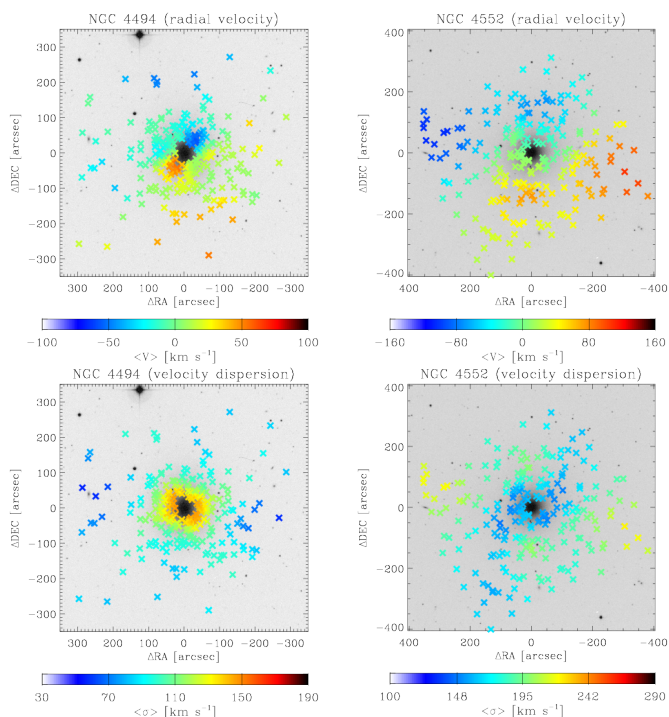 NGC 4494 (radial velocity)
ΔDEC [arcsec]
300
200
100
0
-100
-200
-300
300 200 100 0 -100 -200 -300
ΔRA [arcsec]
-100 -50 0 50 100
<V> [km s⁻¹]
NGC 4552 (radial velocity)
ΔDEC [arcsec]
400
200
0
-200
-400
400 200 0 -200 -400
ΔRA [arcsec]
-160 -80 0 80 160
<V> [km s⁻¹]
NGC 4494 (velocity dispersion)
ΔDEC [arcsec]
300
200
100
0
-100
-200
-300
300 200 100 0 -100 -200 -300
ΔRA [arcsec]
30 70 110 150 190
<σ> [km s⁻¹]
NGC 4552 (velocity dispersion)
ΔDEC [arcsec]
400
200
0
-200
-400
400 200 0 -200 -400
ΔRA [arcsec]
100 148 195 242 290
<σ> [km s⁻¹]